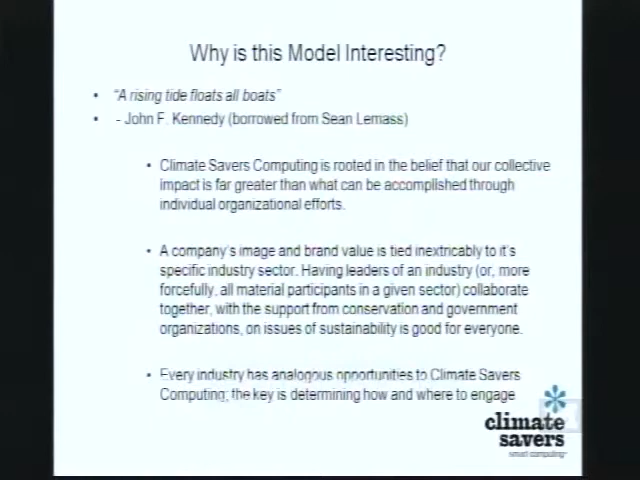 Why is this Model Interesting?
• "A rising tide floats all boats"
• - John F. Kennedy (borrowed from Sean Lemass)
• Climate Savers Computing is rooted in the belief that our collective
impact is far greater than what can be accomplished through
individual organizational efforts.
• A company's image and brand value is tied inextricably to it's
specific industry sector. Having leaders of an industry (or, more
forcefully, all material participants in a given sector) collaborate
together, with the support from conservation and government
organizations, on issues of sustainability is good for everyone.
• Every industry has analogous opportunities to Climate Savers
Computing; the key is determining how and where to engage
climate
savers
smart computing